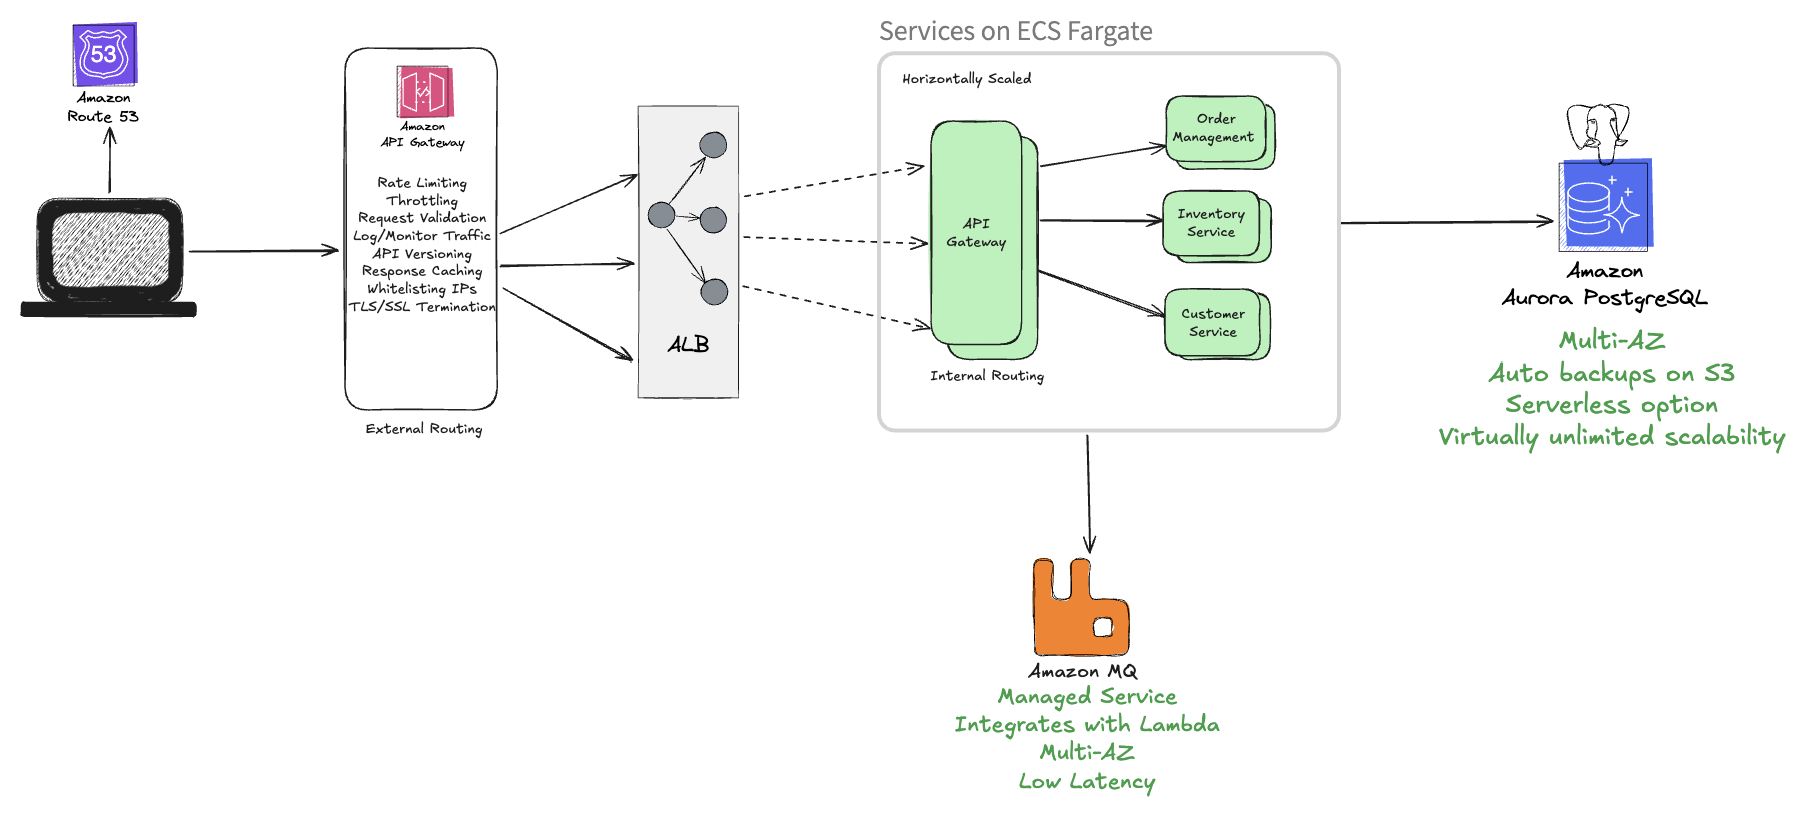 Services on ECS Fargate
53
Amazon
Route 53
Amazon
API Gateway
Rate Limiting
Throttling
Request Validation
Log/Monitor Traffic
API Versioning
Response Caching
Whitelisting IPs
TLS/SSL Termination
External Routing
ALB
Horizontally Scaled
API
Gateway
Internal Routing
Order
Management
Inventory
Service
Customer
Service
Amazon
Aurora PostgreSQL
Multi-AZ
Auto backups on S3
Serverless option
Virtually unlimited scalability
Amazon MQ
Managed Service
Integrates with Lambda
Multi-AZ
Low Latency